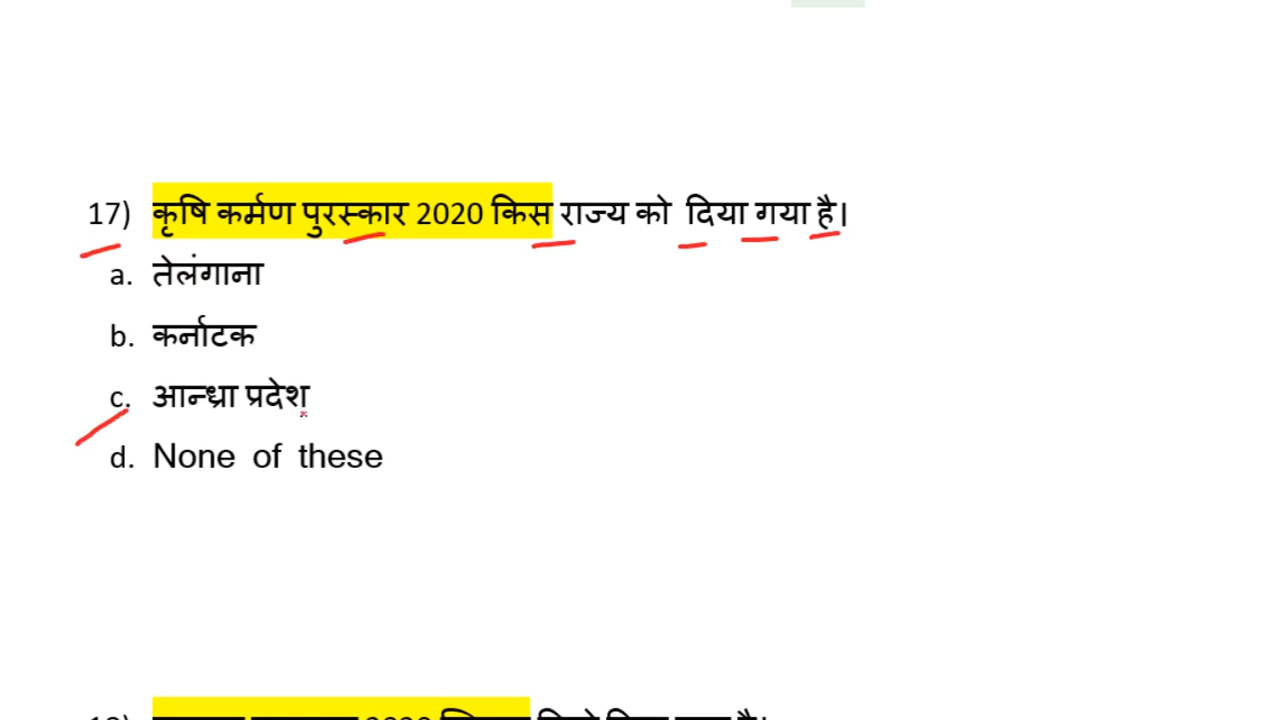 17) कृषि कर्मण पुरस्कार 2020 किस राज्य को दिया गया है।
a. तेलंगाना
b. कर्नाटक
c. आन्ध्रा प्रदेश
d. None of these